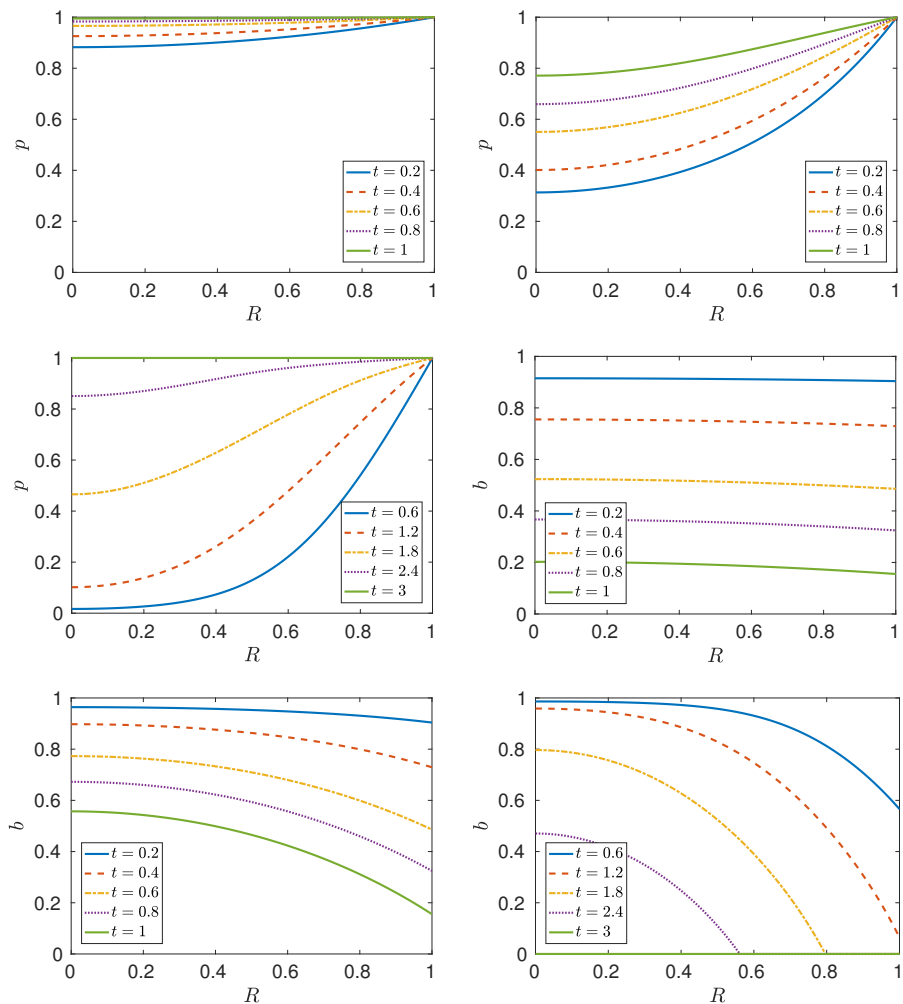 1
0.8
0.6
0.4
0.2
0
p
t = 0.2
t = 0.4
t = 0.6
t = 0.8
t = 1
0 0.2 0.4 0.6 0.8 1
R
1
0.8
0.6
0.4
0.2
0
p
t = 0.2
t = 0.4
t = 0.6
t = 0.8
t = 1
0 0.2 0.4 0.6 0.8 1
R
1
0.8
0.6
0.4
0.2
0
p
t = 0.6
t = 1.2
t = 1.8
t = 2.4
t = 3
0 0.2 0.4 0.6 0.8 1
R
1
0.8
0.6
0.4
0.2
0
b
t = 0.2
t = 0.4
t = 0.6
t = 0.8
t = 1
0 0.2 0.4 0.6 0.8 1
R
1
0.8
0.6
0.4
0.2
0
b
t = 0.2
t = 0.4
t = 0.6
t = 0.8
t = 1
0 0.2 0.4 0.6 0.8 1
R
1
0.8
0.6
0.4
0.2
0
b
t = 0.6
t = 1.2
t = 1.8
t = 2.4
t = 3
0 0.2 0.4 0.6 0.8 1
R